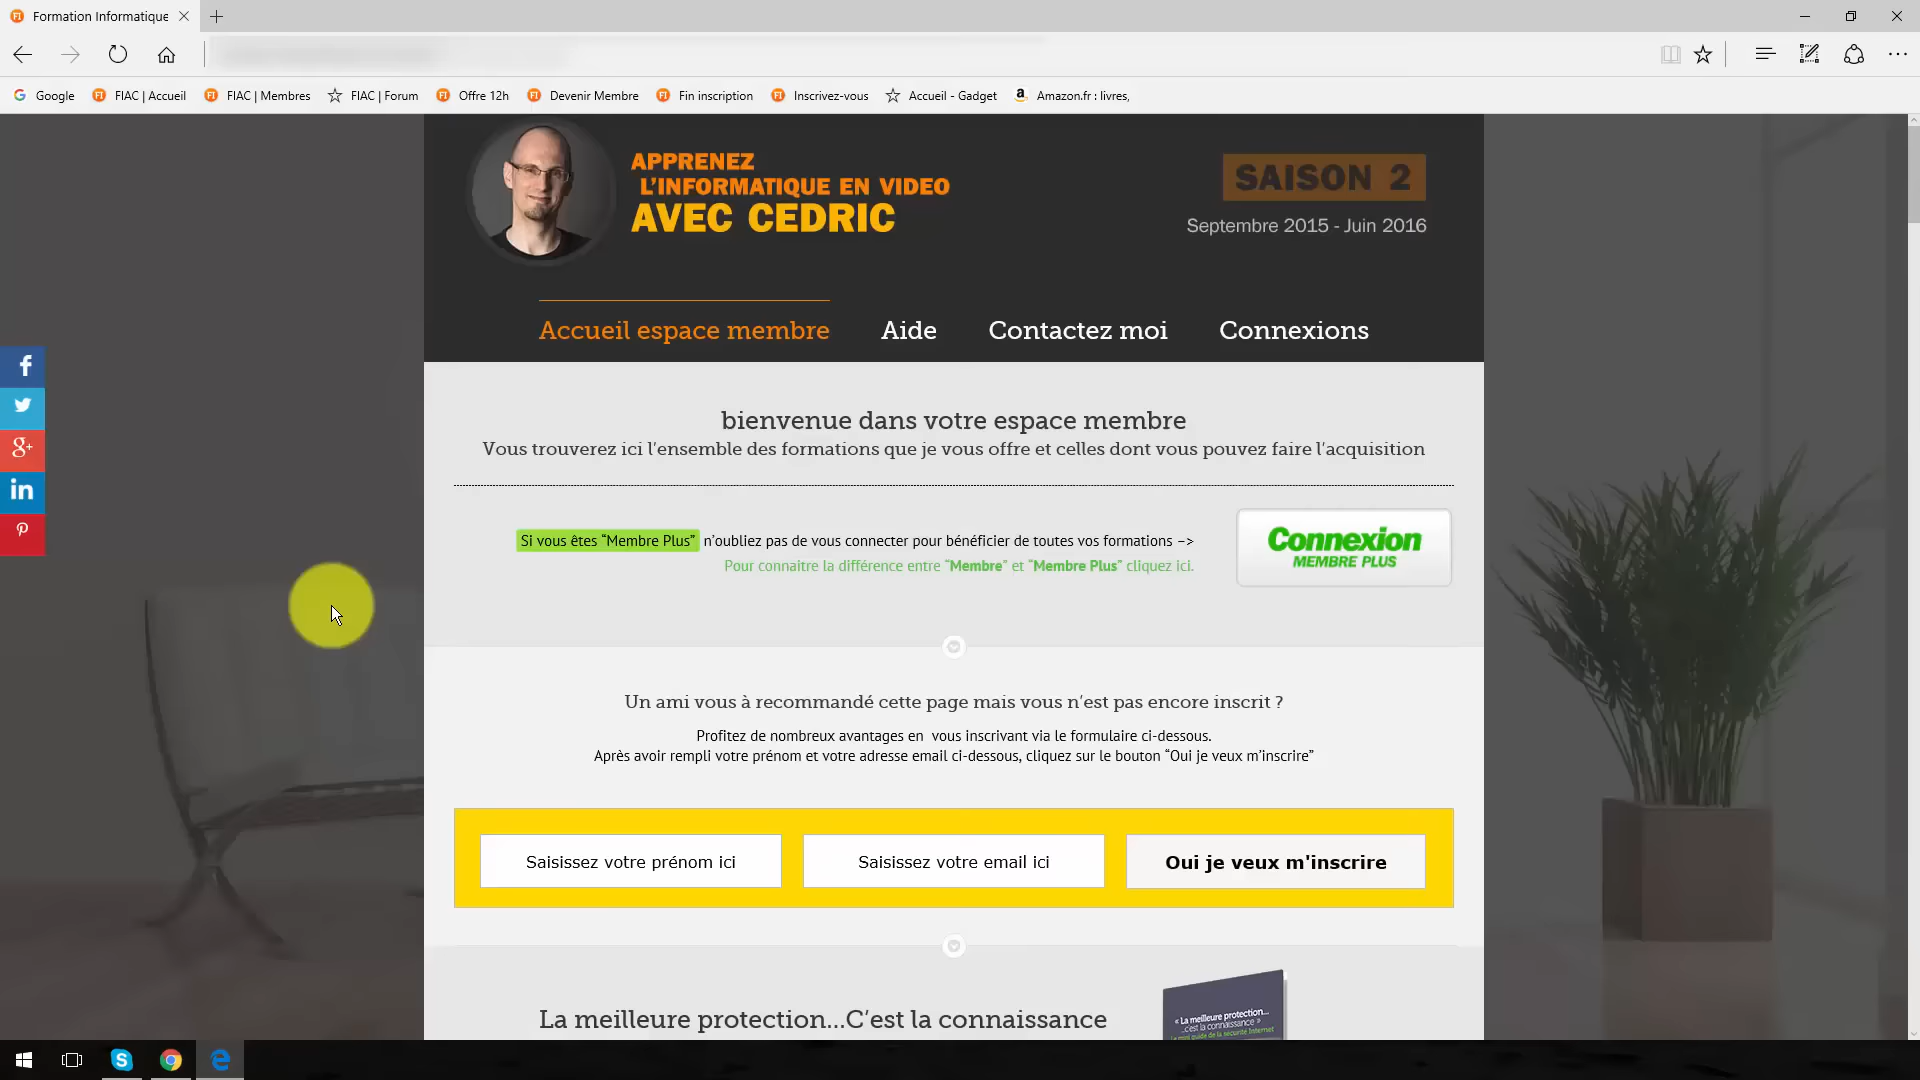 Formation Informatique
Google
FIAC | Accueil
FIAC | Membres
FIAC | Forum
Offre 12h
Devenir Membre
Fin inscription
Inscrivez-vous
Accueil - Gadget
Amazon.fr : livres,
APPRENEZ
L'INFORMATIQUE EN VIDEO
AVEC CEDRIC
SAISON 2
Septembre 2015 - Juin 2016
Accueil espace membre
Aide
Contactez moi
Connexions
bienvenue dans votre espace membre
Vous trouverez ici l'ensemble des formations que je vous offre et celles dont vous pouvez faire l'acquisition
Si vous êtes “Membre Plus” n'oubliez pas de vous connecter pour bénéficier de toutes vos formations –>
Pour connaitre la différence entre “Membre” et “Membre Plus” cliquez ici.
Connexion
MEMBRE PLUS
Un ami vous à recommandé cette page mais vous n'est pas encore inscrit ?
Profitez de nombreux avantages en vous inscrivant via le formulaire ci-dessous.
Après avoir rempli votre prénom et votre adresse email ci-dessous, cliquez sur le bouton “Oui je veux m'inscrire”
Saisissez votre prénom ici
Saisissez votre email ici
Oui je veux m'inscrire
La meilleure protection...C'est la connaissance
« La meilleure protection...
...c'est la connaissance »